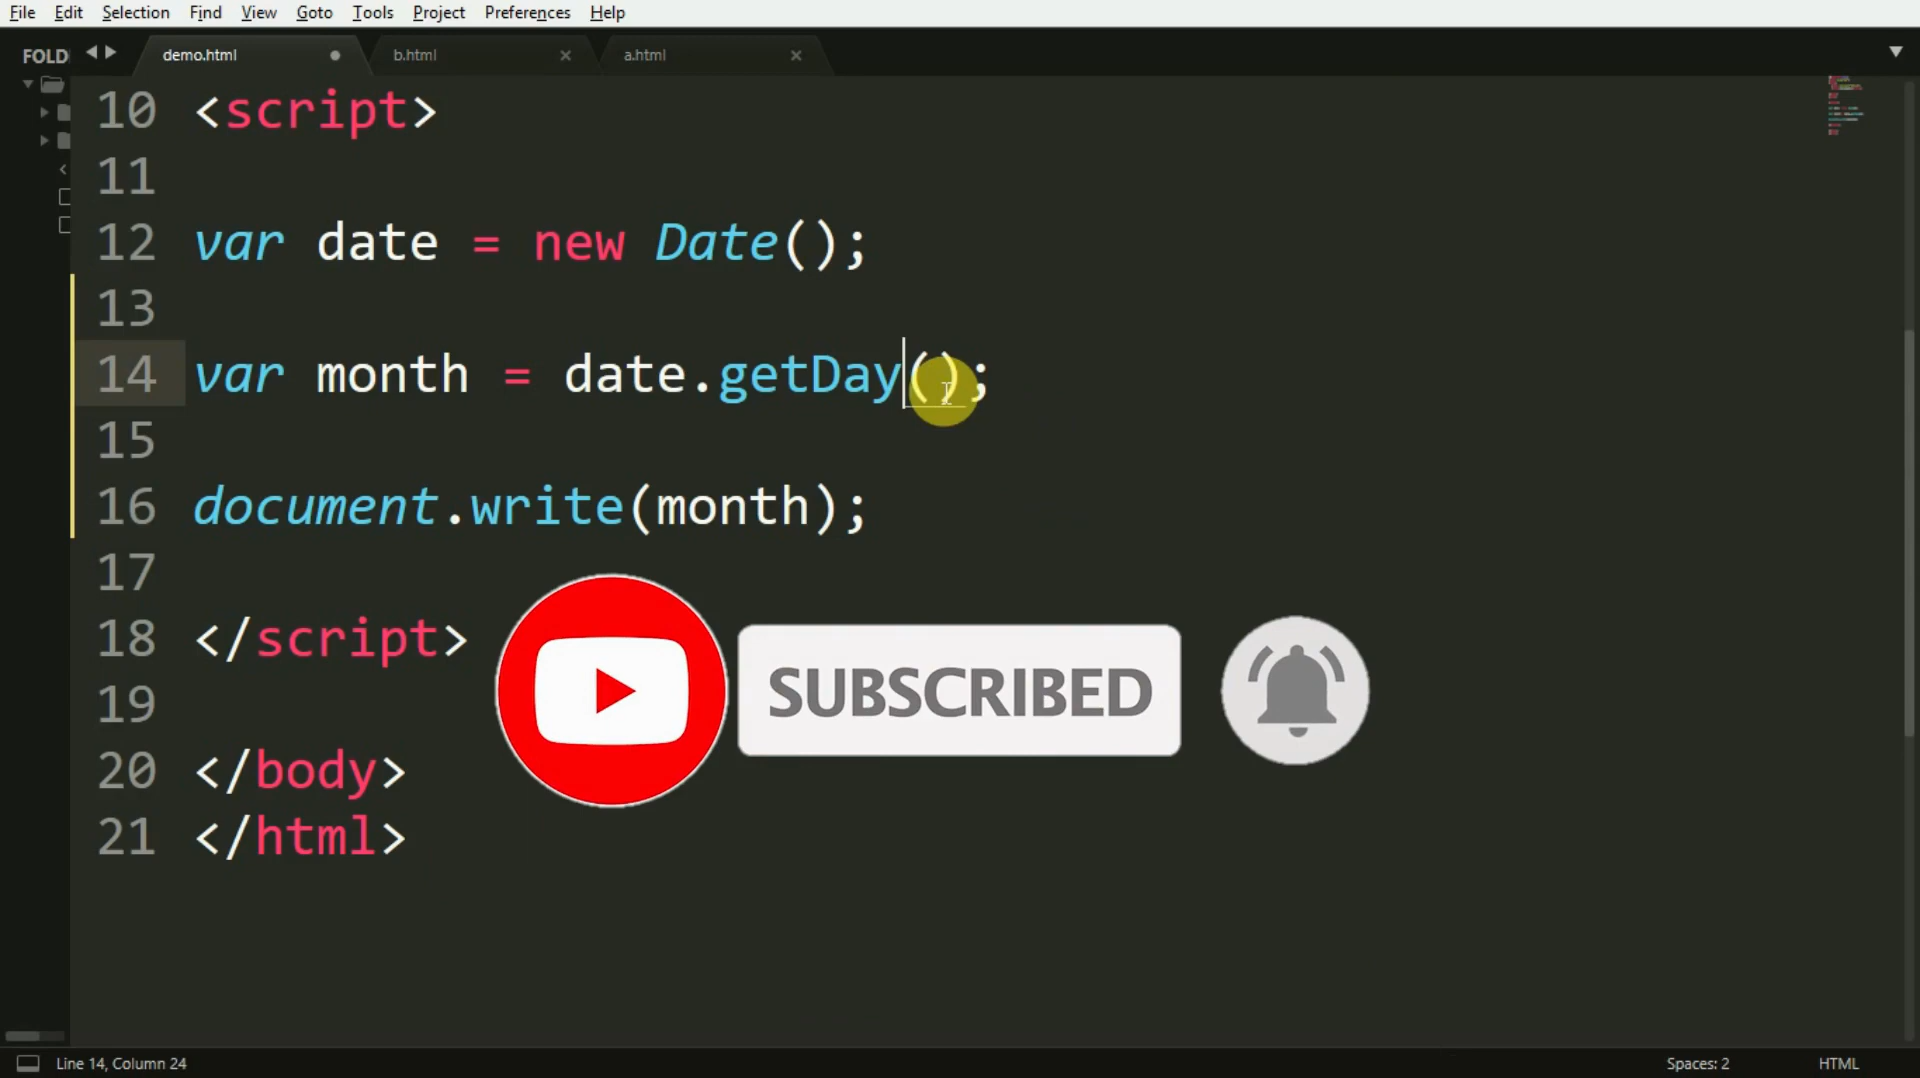 File Edit Selection Find View Goto Tools Project Preferences Help
FOLD
demo.html b.html a.html
10 <script>
11
12 var date = new Date();
13
14 var month = date.getDay();
15
16 document.write(month);
17
18 </script>
SUBSCRIBED
19
20 </body>
21 </html>
Line 14, Column 24 Spaces: 2 HTML